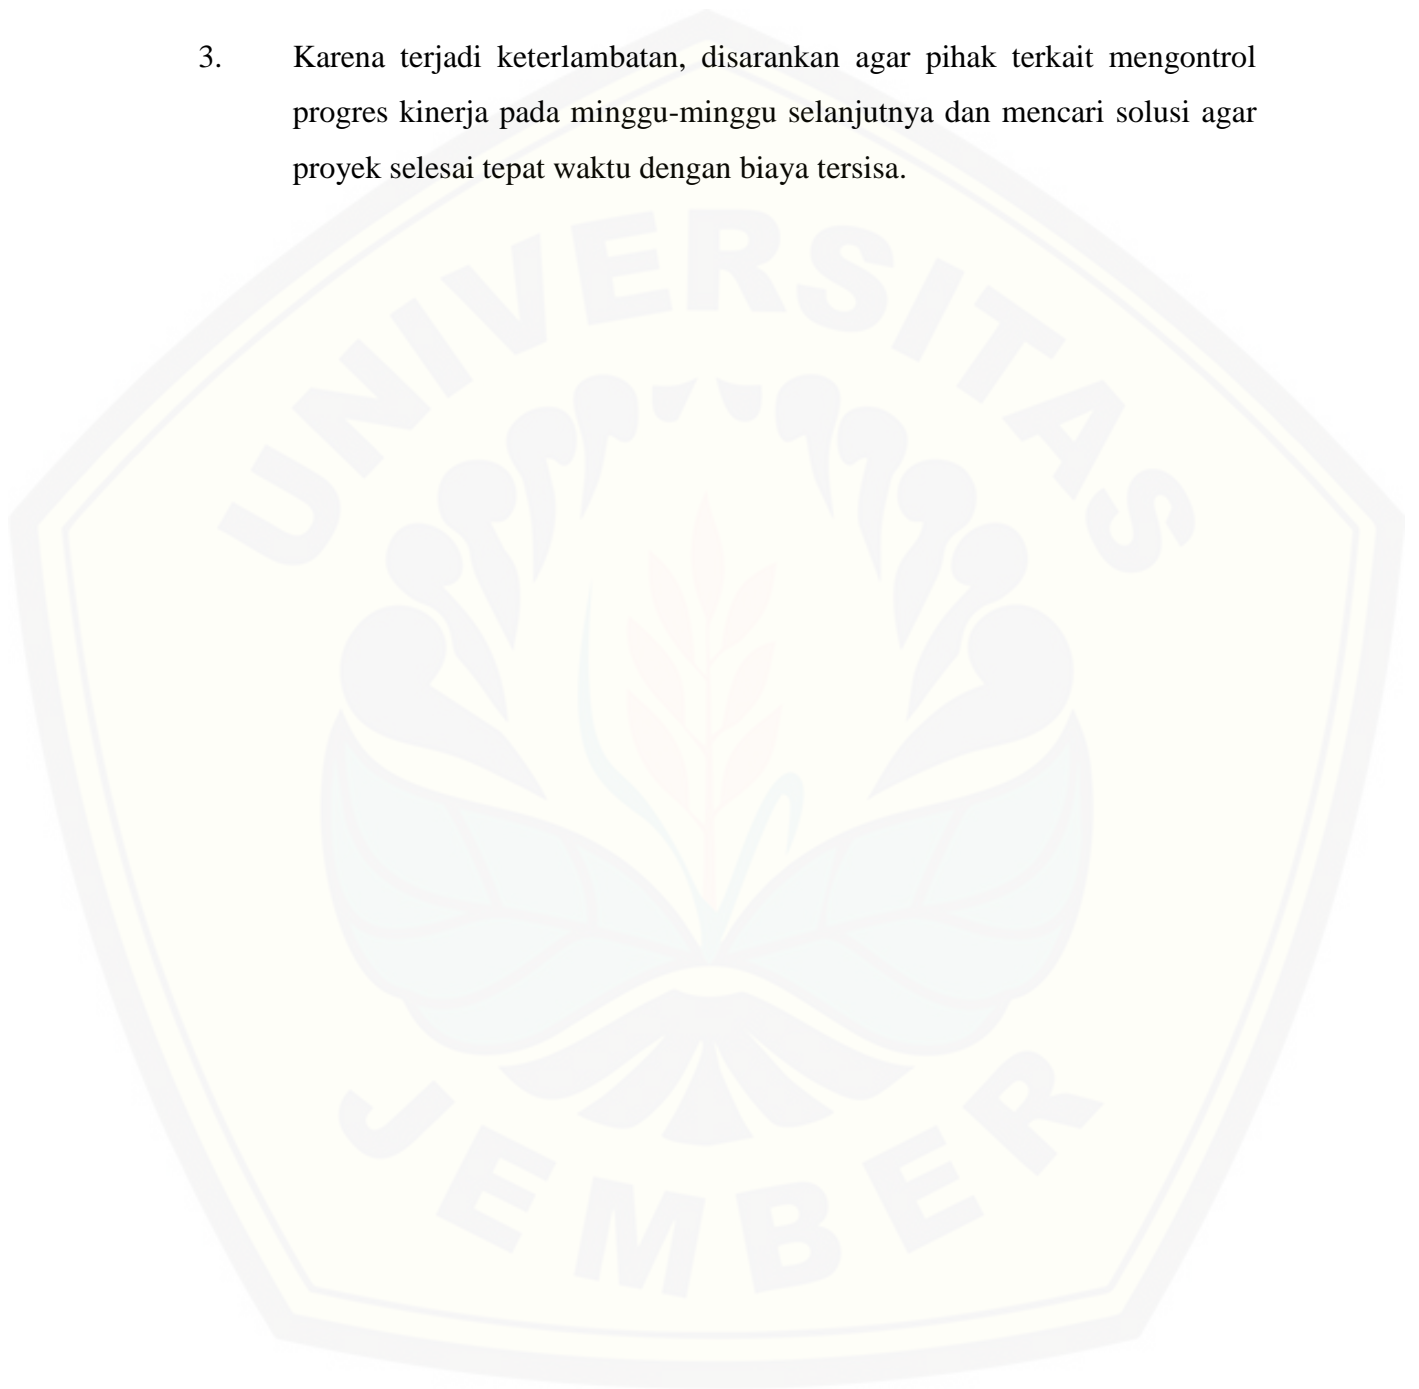 3. Karena terjadi keterlambatan, disarankan agar pihak terkait mengontrol
progres kinerja pada minggu-minggu selanjutnya dan mencari solusi agar
proyek selesai tepat waktu dengan biaya tersisa.
UNIVERSITAS
JEMBER